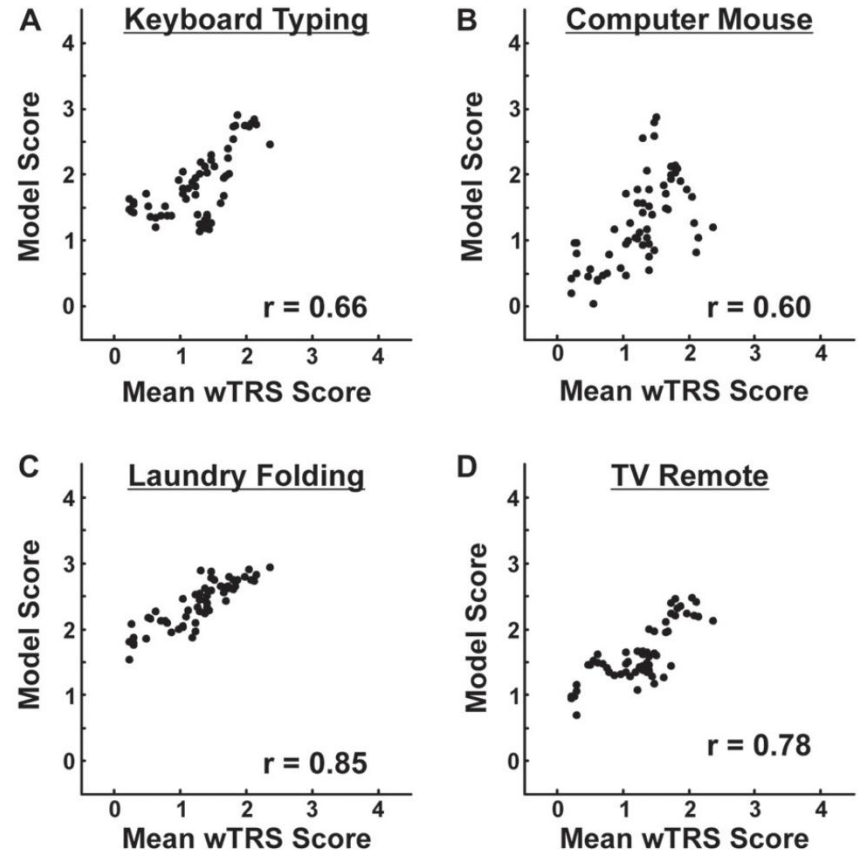 A Keyboard Typing
4
3
2
1
0
Model Score
r = 0.66
0 1 2 3 4
Mean wTRS Score
B Computer Mouse
4
3
2
1
0
Model Score
r = 0.60
0 1 2 3 4
Mean wTRS Score
C Laundry Folding
4
3
2
1
0
Model Score
r = 0.85
0 1 2 3 4
Mean wTRS Score
D TV Remote
4
3
2
1
0
Model Score
r = 0.78
0 1 2 3 4
Mean wTRS Score